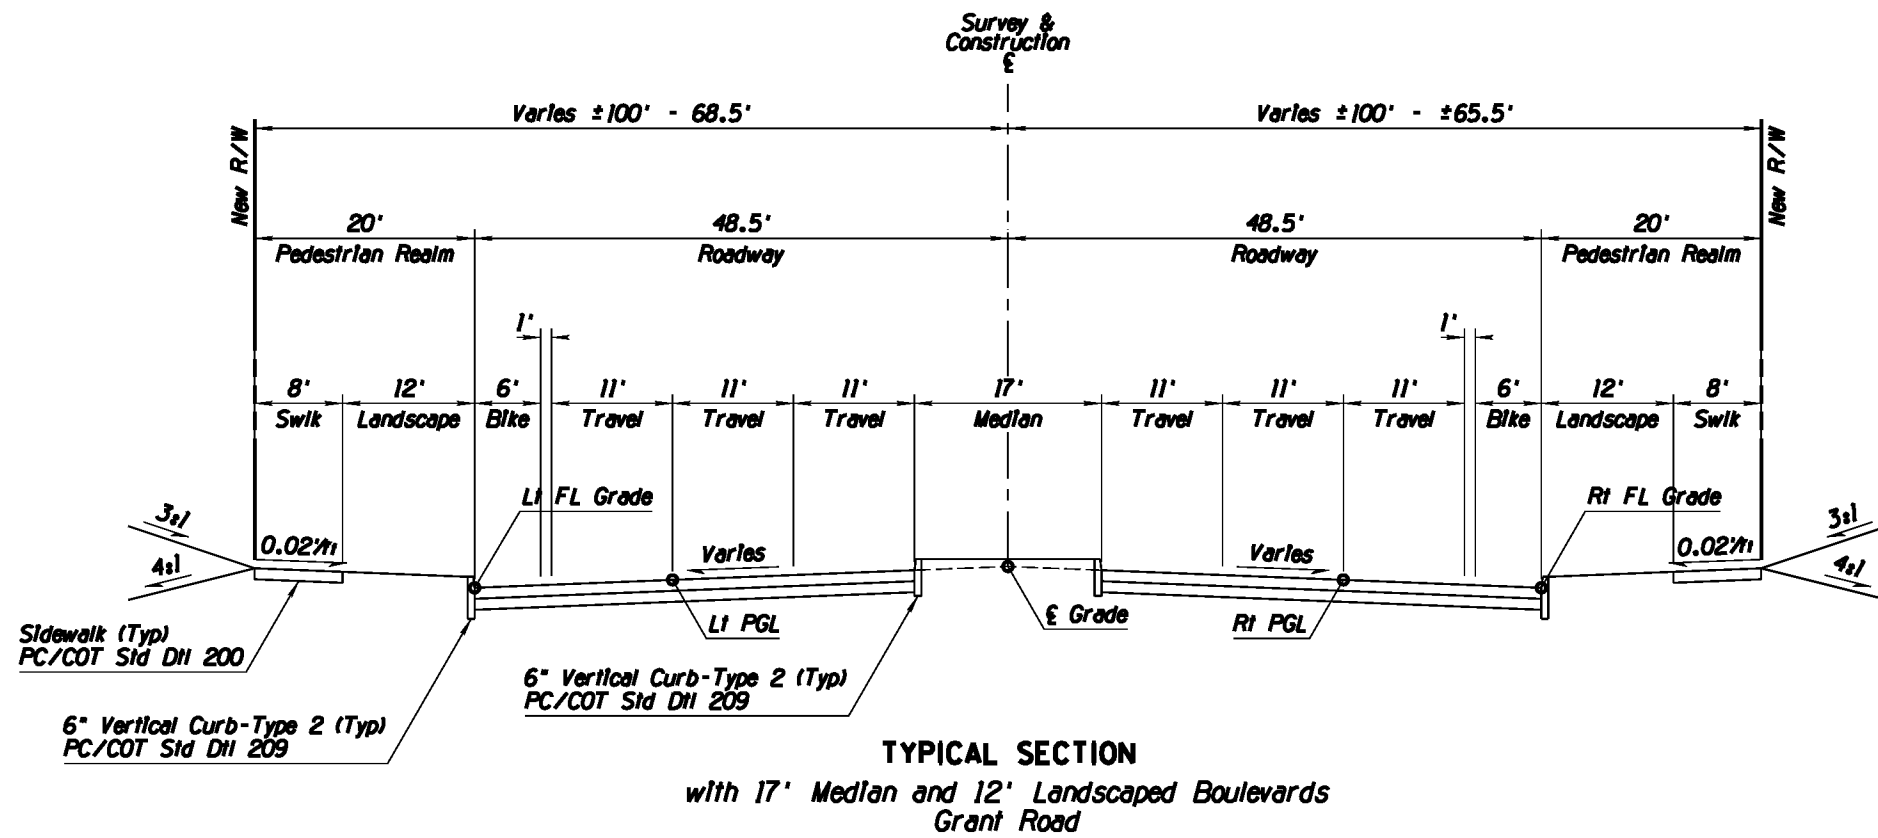 Survey &
Construction
℄
Varies ±100' - 68.5'
Varies ±100' - ±65.5'
New R/W
New R/W
20'
48.5'
48.5'
20'
Pedestrian Realm
Roadway
Roadway
Pedestrian Realm
1'
1'
8'
12'
6'
11'
11'
11'
17'
11'
11'
11'
6'
12'
8'
Swlk
Landscape
Bike
Travel
Travel
Travel
Median
Travel
Travel
Travel
Bike
Landscape
Swlk
Lt FL Grade
Rt FL Grade
3:1
3:1
0.02'/ft
Varies
Varies
0.02'/ft
4:1
4:1
Lt PGL
℄ Grade
Rt PGL
Sidewalk (Typ)
PC/COT Std Dtl 200
6" Vertical Curb-Type 2 (Typ)
PC/COT Std Dtl 209
6" Vertical Curb-Type 2 (Typ)
PC/COT Std Dtl 209
TYPICAL SECTION
with 17' Median and 12' Landscaped Boulevards
Grant Road